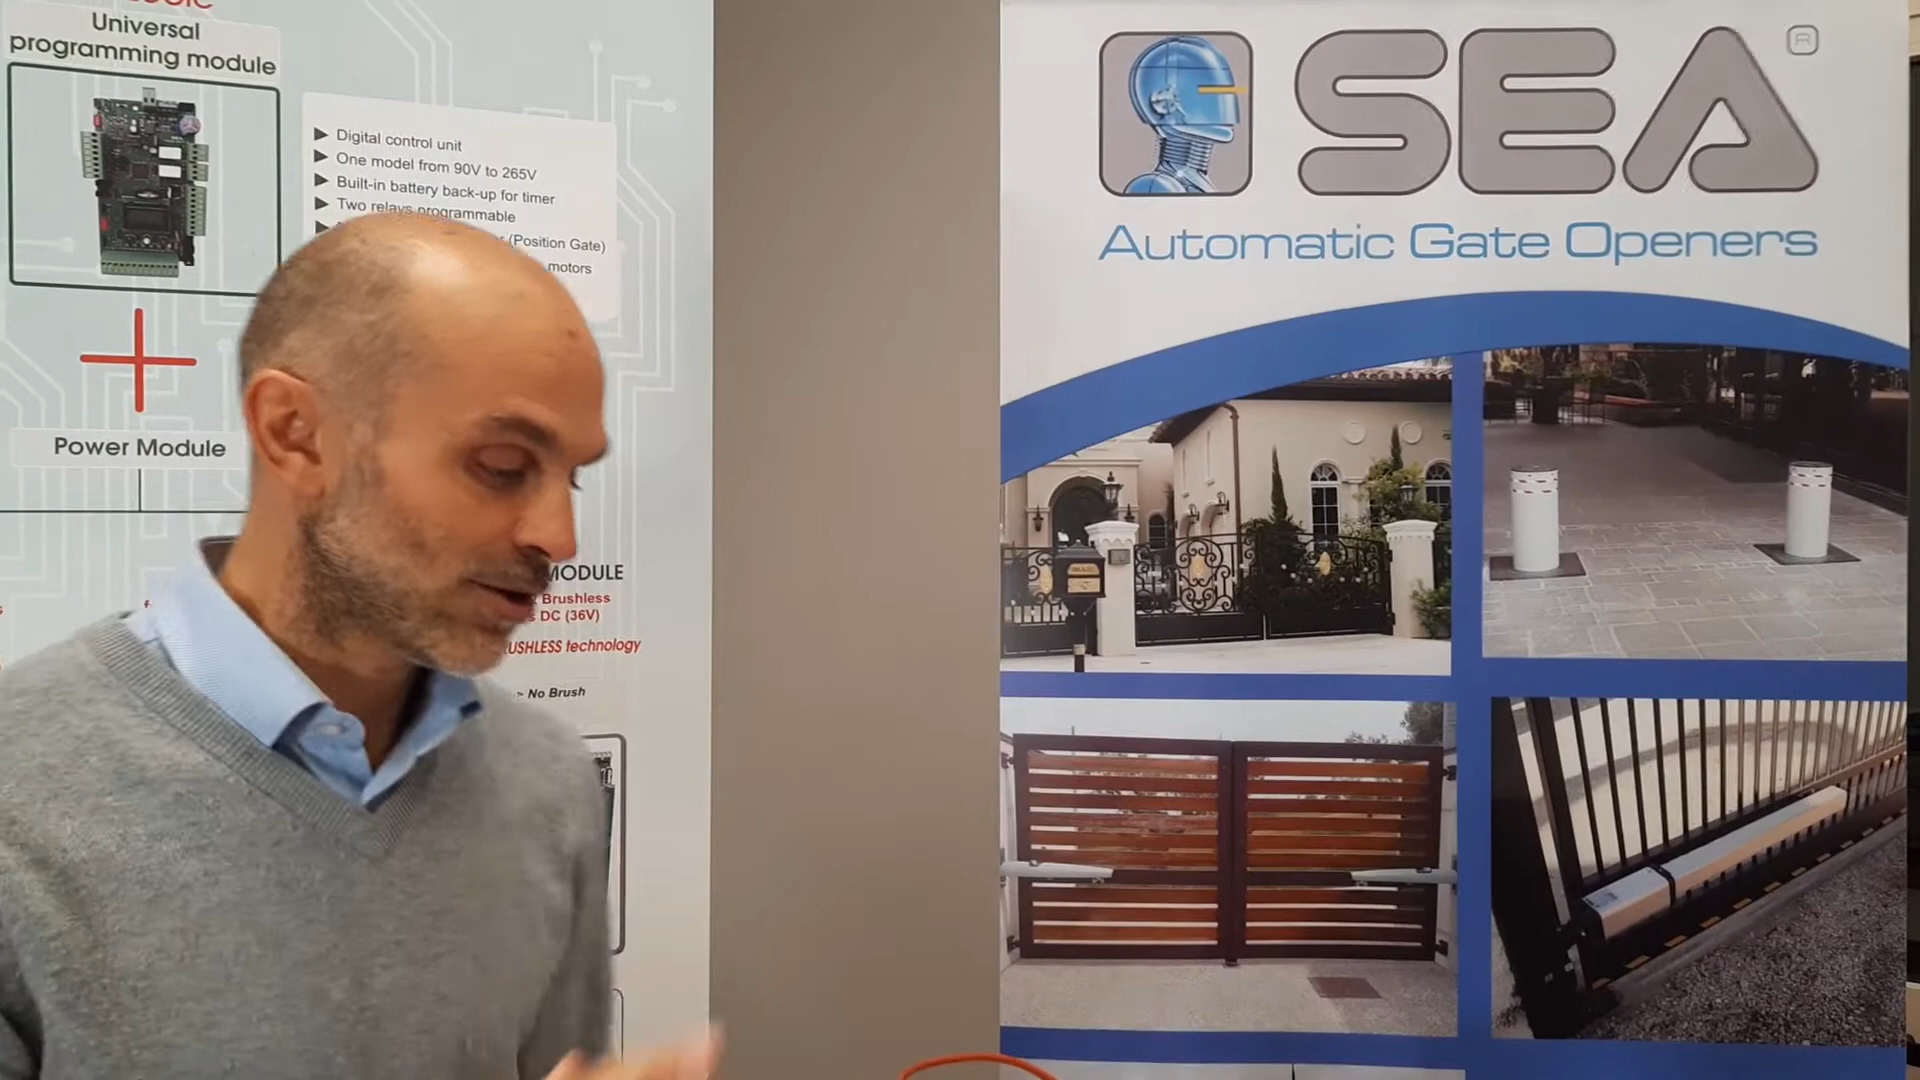 Universal
programming module
Digital control unit
One model from 90V to 265V
Built-in battery back-up for timer
Two relays programmable
(Position Gate)
motors
Power Module
MODULE
Brushless
DC (36V)
USHLESS technology
> No Brush
SEA
R
Automatic Gate Openers